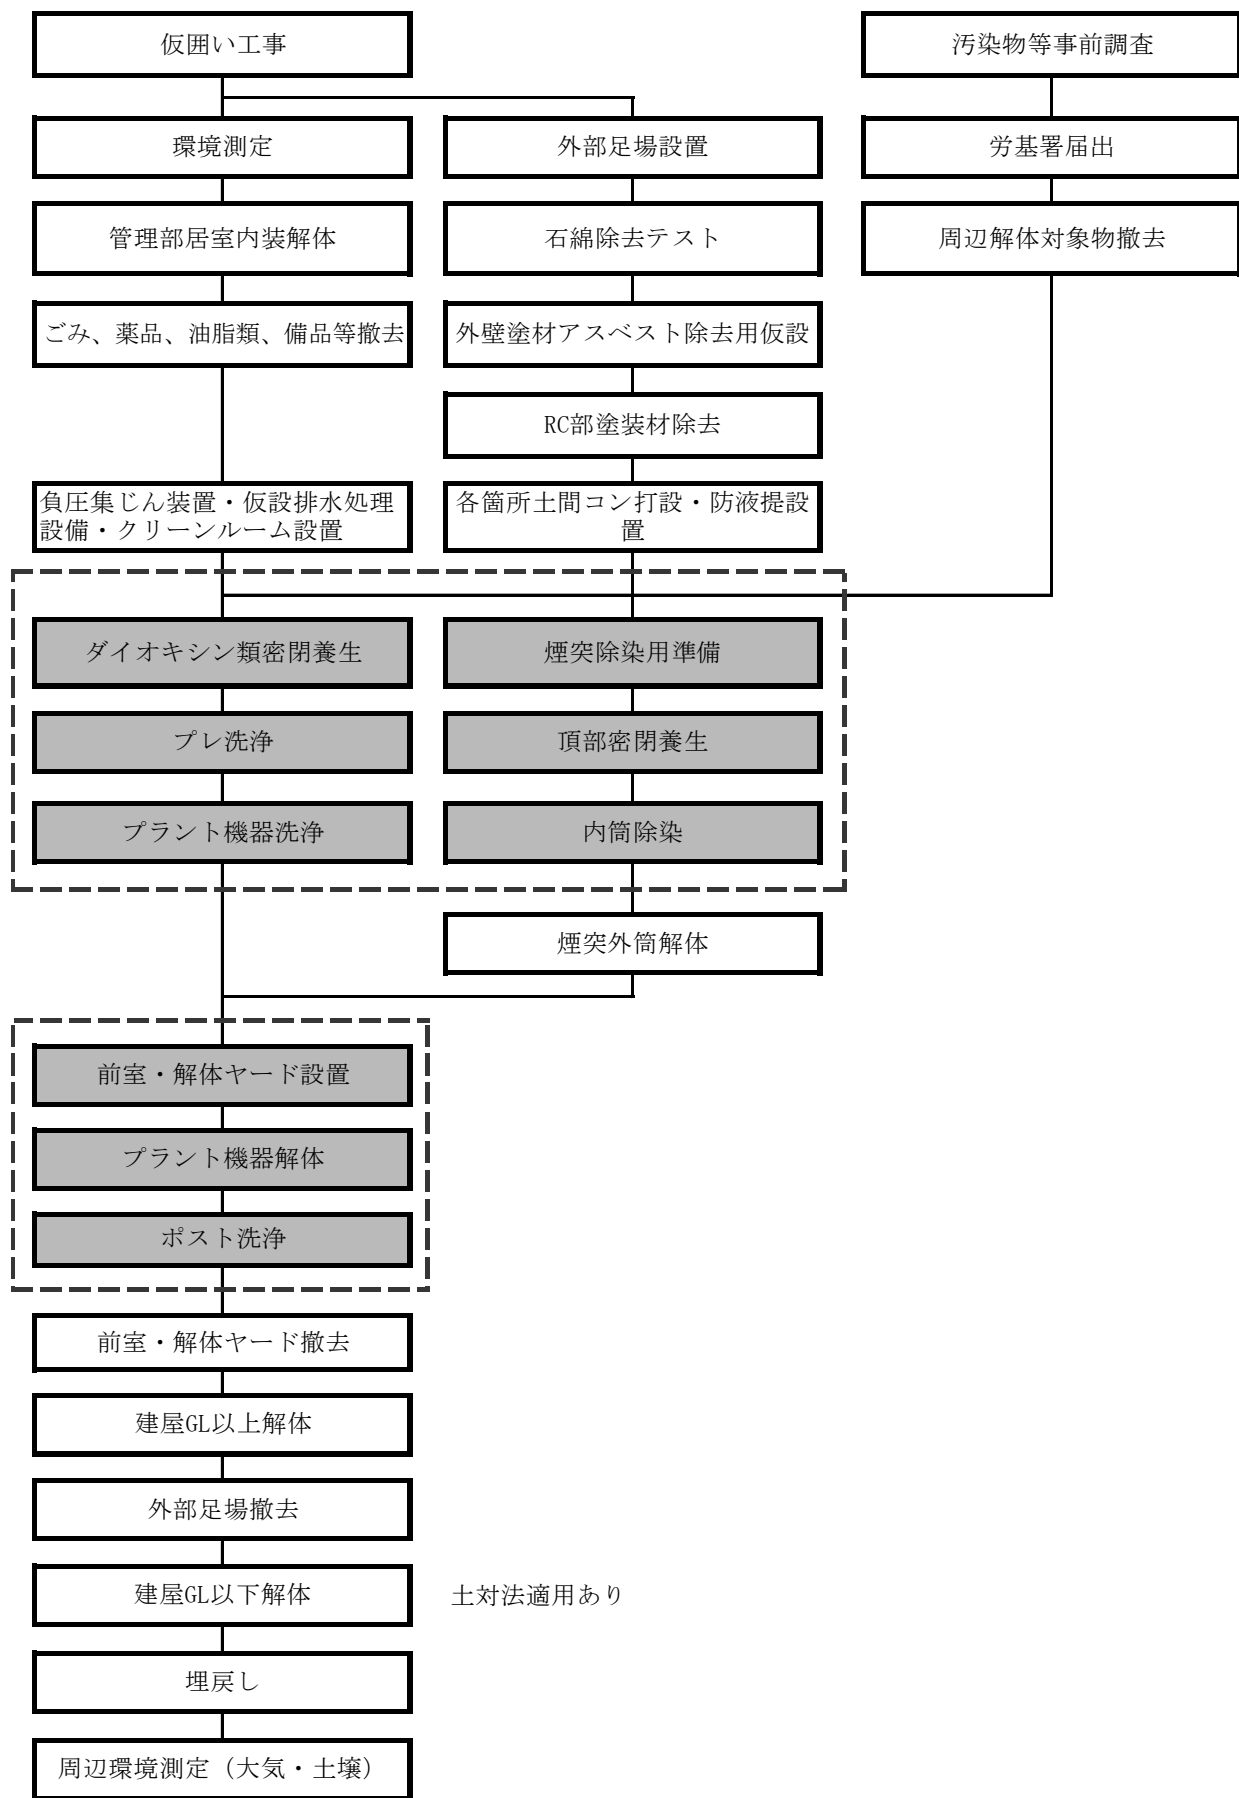 仮囲い工事
汚染物等事前調査
環境測定
外部足場設置
労基署届出
管理部居室内装解体
石綿除去テスト
周辺解体対象物撤去
ごみ、薬品、油脂類、備品等撤去
外壁塗材アスベスト除去用仮設
RC部塗装材除去
負圧集じん装置・仮設排水処理
設備・クリーンルーム設置
各箇所土間コン打設・防液提設
置
ダイオキシン類密閉養生
煙突除染用準備
プレ洗浄
頂部密閉養生
プラント機器洗浄
内筒除染
煙突外筒解体
前室・解体ヤード設置
プラント機器解体
ポスト洗浄
前室・解体ヤード撤去
建屋GL以上解体
外部足場撤去
建屋GL以下解体
土対法適用あり
埋戻し
周辺環境測定（大気・土壌）